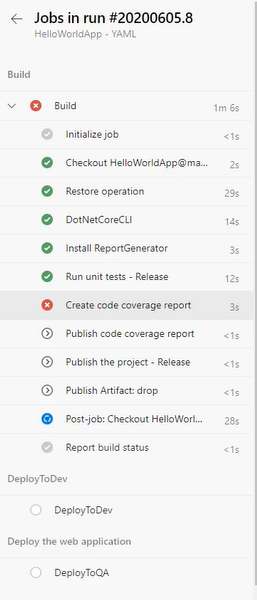 Jobs in run #20200605.8
HelloWorldApp - YAML
Build
Build 1m 6s
Initialize job <1s
Checkout HelloWorldApp@ma... 2s
Restore operation 29s
DotNetCoreCLI 14s
Install ReportGenerator 3s
Run unit tests - Release 12s
Create code coverage report 3s
Publish code coverage report <1s
Publish the project - Release <1s
Publish Artifact: drop <1s
Post-job: Checkout HelloWorl... 28s
Report build status <1s
DeployToDev
DeployToDev
Deploy the web application
DeployToQA